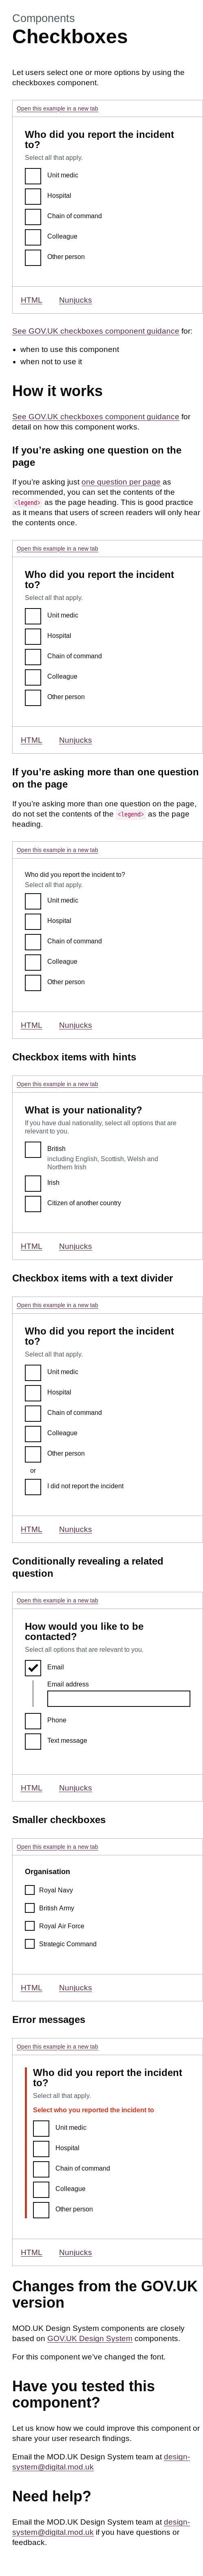 Components
Checkboxes
Let users select one or more options by using the
checkboxes component.
Open this example in a new tab
Who did you report the incident
to?
Select all that apply.
Unit medic
Hospital
Chain of command
Colleague
Other person
HTML Nunjucks
See GOV.UK checkboxes component guidance for:
• when to use this component
• when not to use it
How it works
See GOV.UK checkboxes component guidance for
detail on how this component works.
If you're asking one question on the
page
If you're asking just one question per page as
recommended, you can set the contents of the
<legend> as the page heading. This is good practice
as it means that users of screen readers will only hear
the contents once.
Open this example in a new tab
Who did you report the incident
to?
Select all that apply.
Unit medic
Hospital
Chain of command
Colleague
Other person
HTML Nunjucks
If you're asking more than one question
on the page
If you're asking more than one question on the page,
do not set the contents of the <legend> as the page
heading.
Open this example in a new tab
Who did you report the incident to?
Select all that apply.
Unit medic
Hospital
Chain of command
Colleague
Other person
HTML Nunjucks
Checkbox items with hints
Open this example in a new tab
What is your nationality?
If you have dual nationality, select all options that are
relevant to you.
British
including English, Scottish, Welsh and
Northern Irish
Irish
Citizen of another country
HTML Nunjucks
Checkbox items with a text divider
Open this example in a new tab
Who did you report the incident
to?
Select all that apply.
Unit medic
Hospital
Chain of command
Colleague
Other person
or
I did not report the incident
HTML Nunjucks
Conditionally revealing a related
question
Open this example in a new tab
How would you like to be
contacted?
Select all options that are relevant to you.
Email
Email address
Phone
Text message
HTML Nunjucks
Smaller checkboxes
Open this example in a new tab
Organisation
Royal Navy
British Army
Royal Air Force
Strategic Command
HTML Nunjucks
Error messages
Open this example in a new tab
Who did you report the incident
to?
Select all that apply.
Select who you reported the incident to
Unit medic
Hospital
Chain of command
Colleague
Other person
HTML Nunjucks
Changes from the GOV.UK
version
MOD.UK Design System components are closely
based on GOV.UK Design System components.
For this component we've changed the font.
Have you tested this
component?
Let us know how we could improve this component or
share your user research findings.
Email the MOD.UK Design System team at design-
system@digital.mod.uk
Need help?
Email the MOD.UK Design System team at design-
system@digital.mod.uk if you have questions or
feedback.